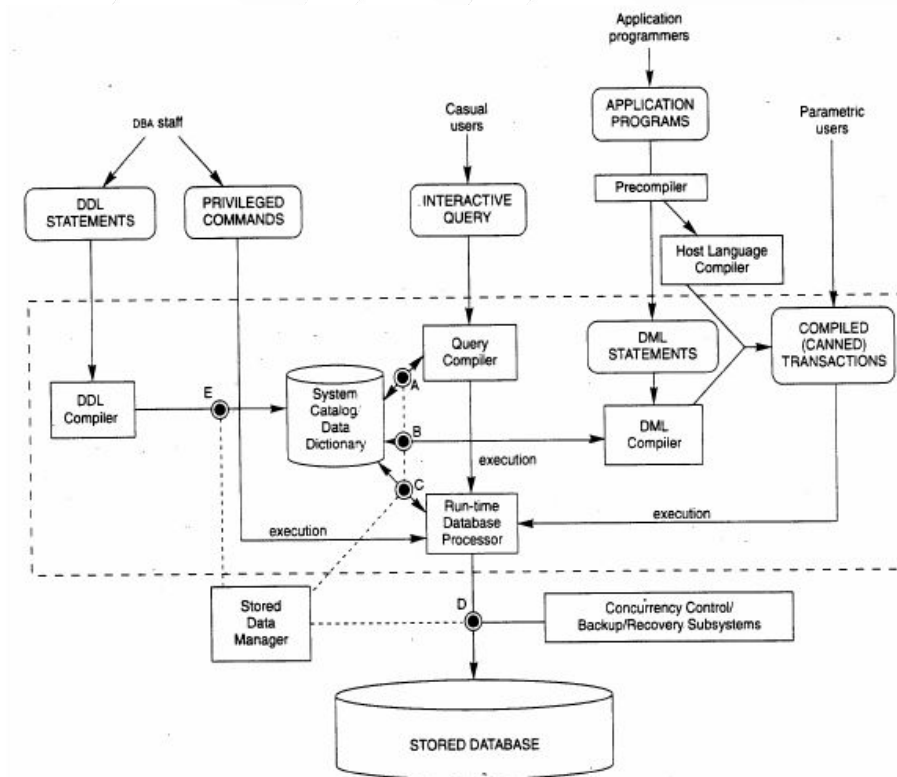 Application
programmers
Casual
users
APPLICATION
PROGRAMS
Parametric
users
DBA staff
Precompiler
DDL
STATEMENTS
PRIVILEGED
COMMANDS
INTERACTIVE
QUERY
Host Language
Compiler
Query
Compiler
DML
STATEMENTS
COMPILED
(CANNED)
TRANSACTIONS
A
DDL
Compiler
E
System
Catalog/
Data
Dictionary
B
DML
Compiler
execution
C
Run-time
Database
Processor
execution
execution
Stored
Data
Manager
D
Concurrency Control/
Backup/Recovery Subsystems
STORED DATABASE